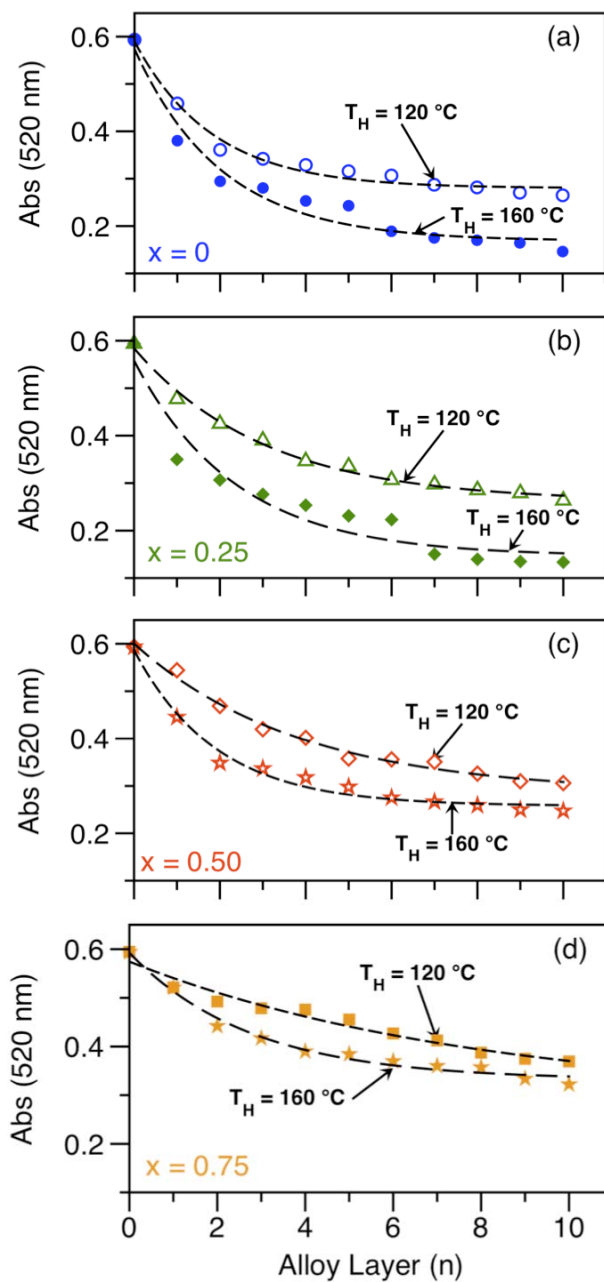 (a)
0.6
0.4
0.2
Abs (520 nm)
T_H = 120 °C
T_H = 160 °C
x = 0
(b)
0.6
0.4
0.2
Abs (520 nm)
T_H = 120 °C
T_H = 160 °C
x = 0.25
(c)
0.6
0.4
0.2
Abs (520 nm)
T_H = 120 °C
T_H = 160 °C
x = 0.50
(d)
0.6
0.4
0.2
Abs (520 nm)
T_H = 120 °C
T_H = 160 °C
x = 0.75
0 2 4 6 8 10
Alloy Layer (n)